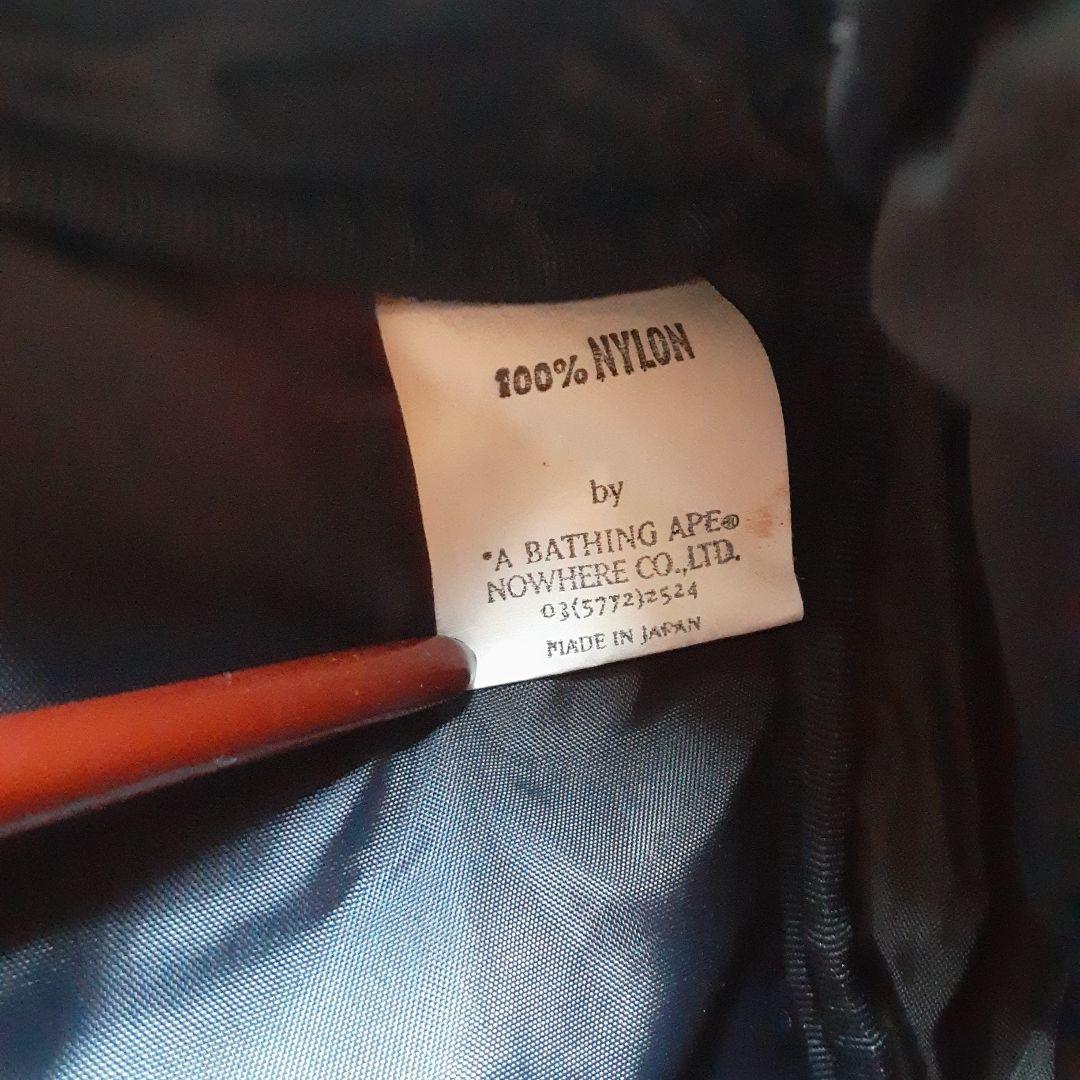 100% NYLON
by
*A BATHING APE®
NOWHERE CO.,LTD.
03(5772)2524
MADE IN JAPAN